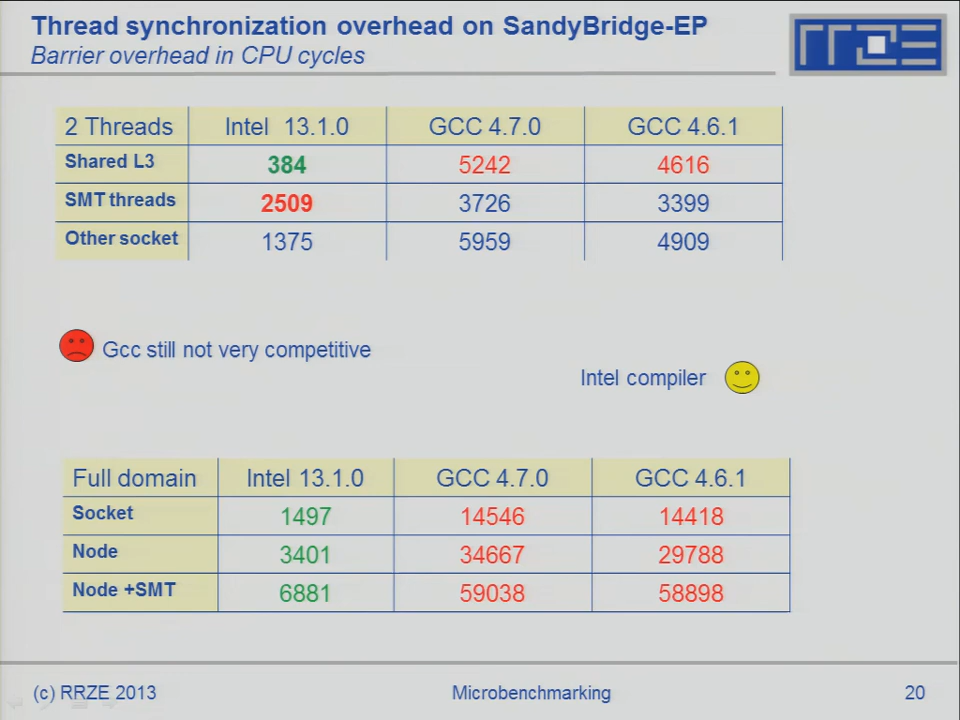 Thread synchronization overhead on SandyBridge-EP
Barrier overhead in CPU cycles
RRZE
2 Threads Intel 13.1.0 GCC 4.7.0 GCC 4.6.1
Shared L3 384 5242 4616
SMT threads 2509 3726 3399
Other socket 1375 5959 4909
Gcc still not very competitive
Intel compiler
Full domain Intel 13.1.0 GCC 4.7.0 GCC 4.6.1
Socket 1497 14546 14418
Node 3401 34667 29788
Node +SMT 6881 59038 58898
(c) RRZE 2013 Microbenchmarking 20